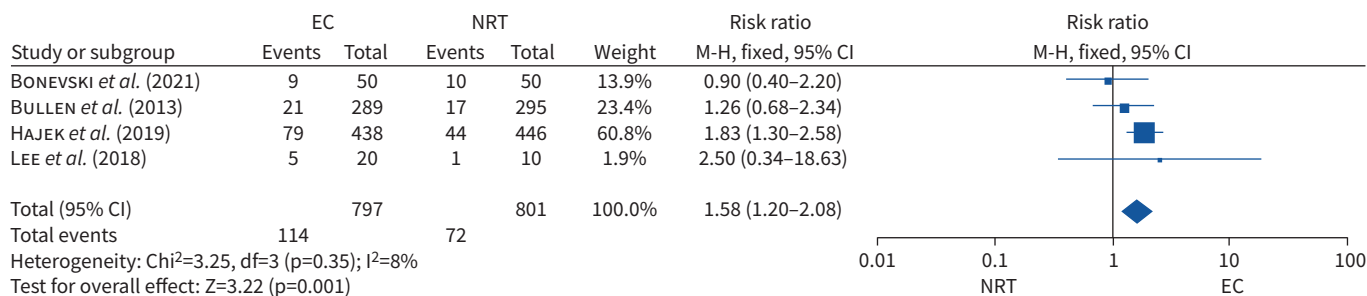 EC NRT Risk ratio Risk ratio
Study or subgroup Events Total Events Total Weight M-H, fixed, 95% CI M-H, fixed, 95% CI
Bonevski et al. (2021) 9 50 10 50 13.9% 0.90 (0.40–2.20)
Bullen et al. (2013) 21 289 17 295 23.4% 1.26 (0.68–2.34)
Hajek et al. (2019) 79 438 44 446 60.8% 1.83 (1.30–2.58)
Lee et al. (2018) 5 20 1 10 1.9% 2.50 (0.34–18.63)
Total (95% CI) 797 801 100.0% 1.58 (1.20–2.08)
Total events 114 72
Heterogeneity: Chi²=3.25, df=3 (p=0.35); I²=8%
Test for overall effect: Z=3.22 (p=0.001)
0.01 0.1 1 10 100
NRT EC